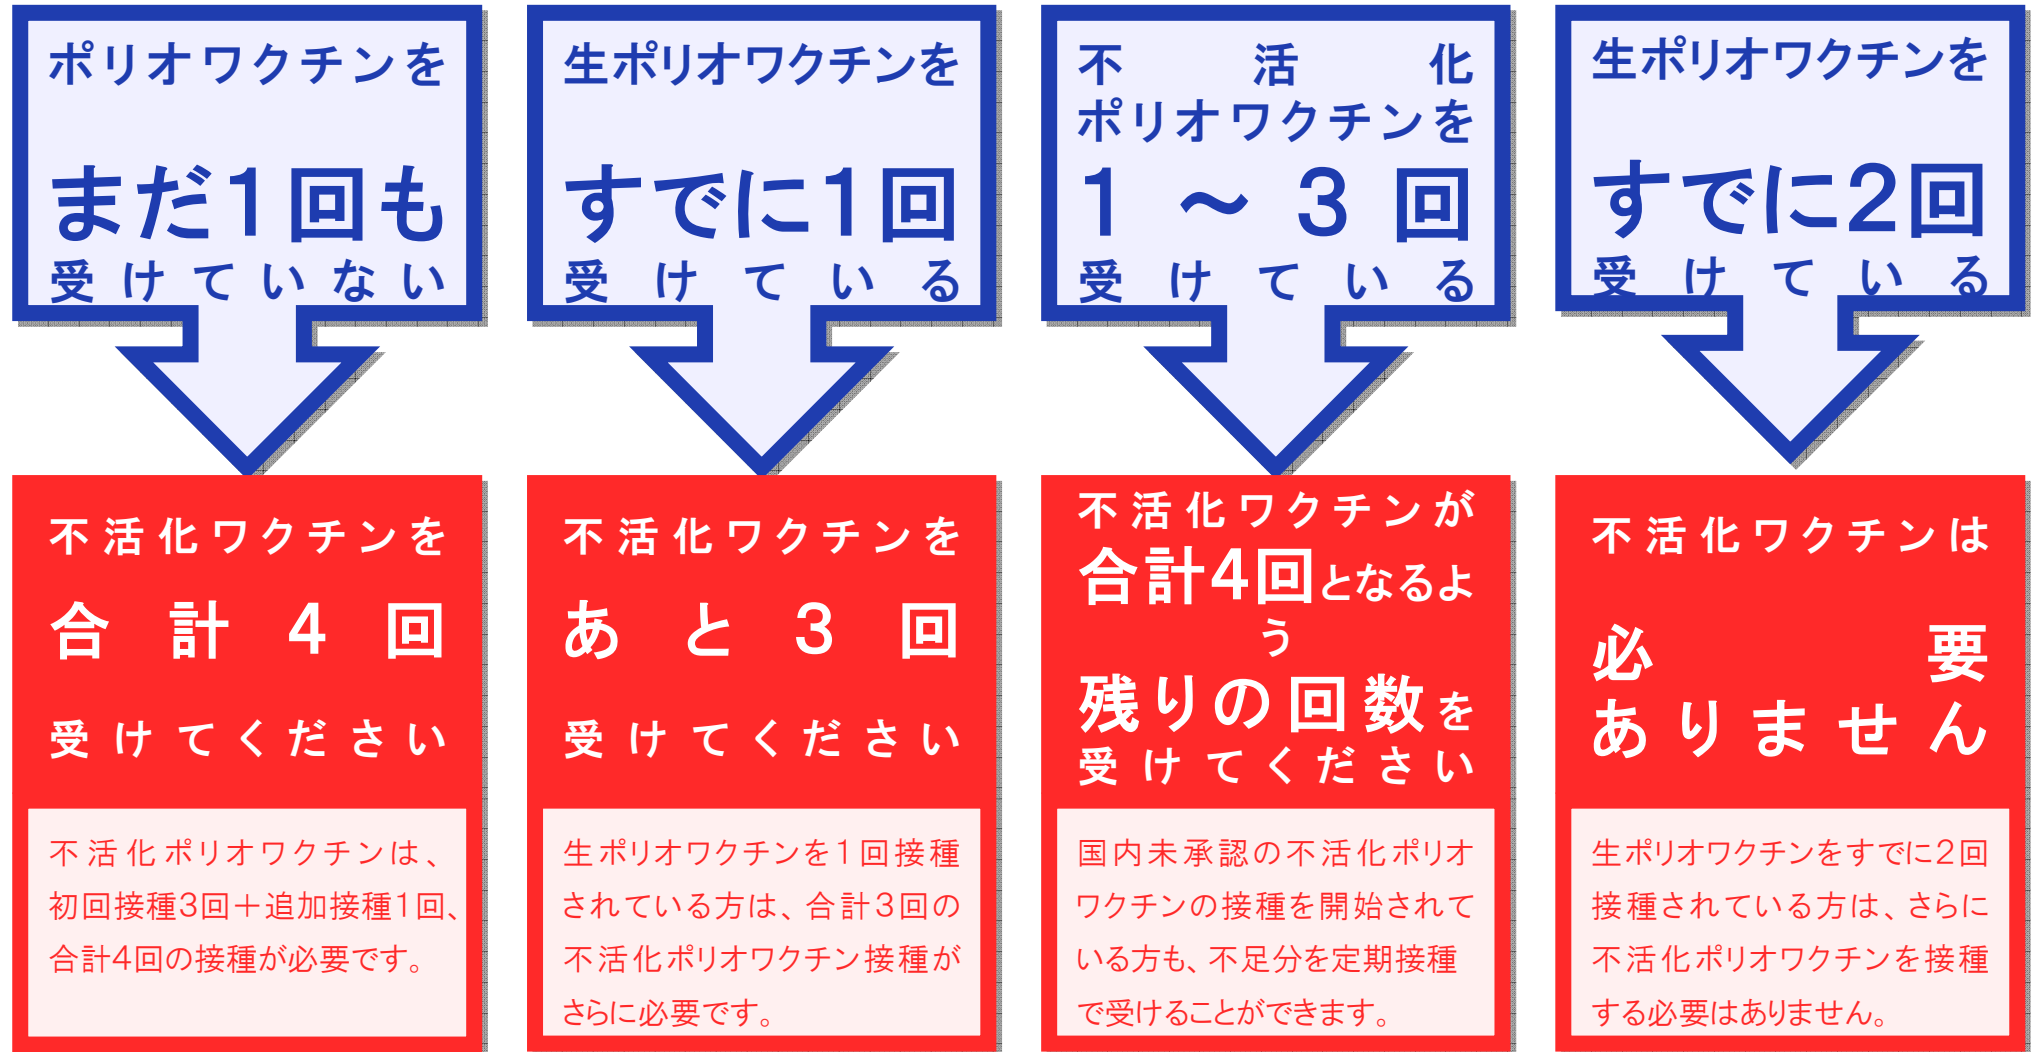 ポリオワクチンを
まだ1回も
受けていない
不活化ワクチンを
合計4回
受けてください
不活化ポリオワクチンは、
初回接種3回＋追加接種1回、
合計4回の接種が必要です。
生ポリオワクチンを
すでに1回
受けている
不活化ワクチンを
あと3回
受けてください
生ポリオワクチンを1回接種
されている方は、合計3回の
不活化ポリオワクチン接種が
さらに必要です。
不活化
ポリオワクチンを
1～3回
受けている
不活化ワクチンが
合計4回となるよ
う
残りの回数を
受けてください
国内未承認の不活化ポリオ
ワクチンの接種を開始されて
いる方も、不足分を定期接種
で受けることができます。
生ポリオワクチンを
すでに2回
受けている
不活化ワクチンは
必要
ありません
生ポリオワクチンをすでに2回
接種されている方は、さらに
不活化ポリオワクチンを接種
する必要はありません。